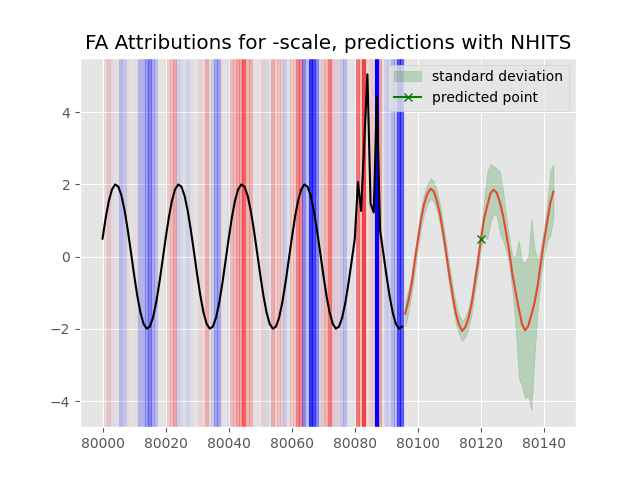 FA Attributions for -scale, predictions with NHITS
standard deviation
predicted point
4
2
0
−2
−4
80000 80020 80040 80060 80080 80100 80120 80140